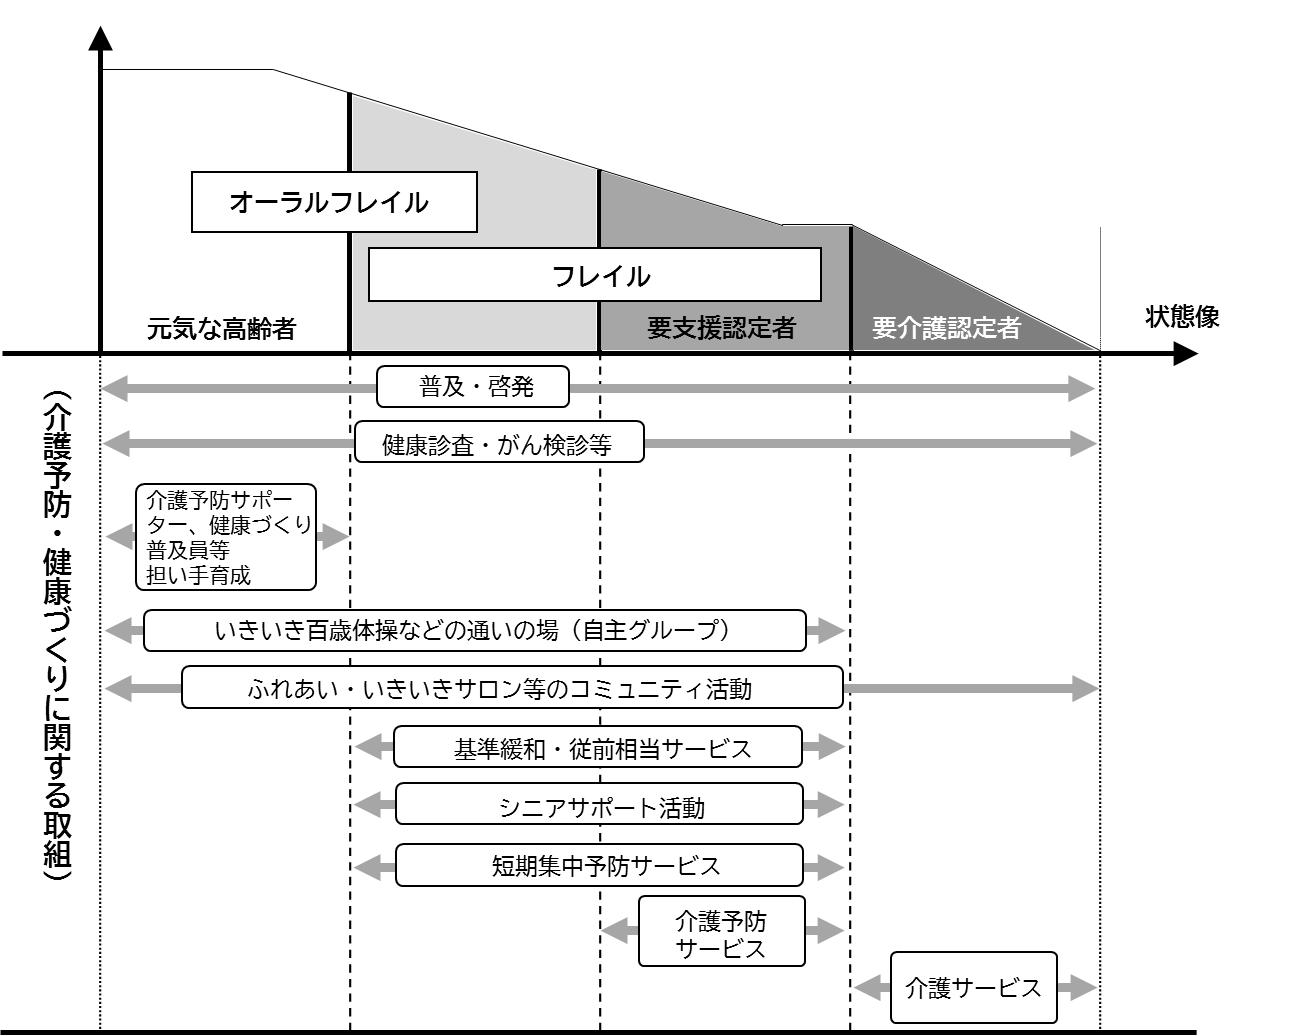 オーラルフレイル
フレイル
元気な高齢者
要支援認定者
要介護認定者
状態像
（介護予防・健康づくりに関する取組）
普及・啓発
健康診査・がん検診等
介護予防サポー
ター、健康づくり
普及員等
担い手育成
いきいき百歳体操などの通いの場（自主グループ）
ふれあい・いきいきサロン等のコミュニティ活動
基準緩和・従前相当サービス
シニアサポート活動
短期集中予防サービス
介護予防
サービス
介護サービス